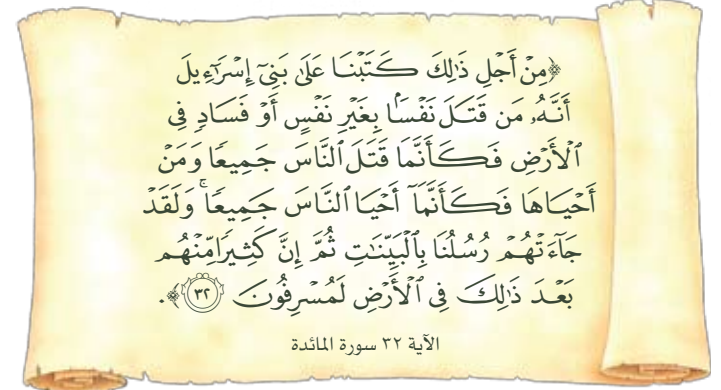 ﴿مِنْ أَجْلِ ذَٰلِكَ كَتَبْنَا عَلَىٰ بَنِىٓ إِسْرَٰٓءِيلَ
أَنَّهُۥ مَن قَتَلَ نَفْسًۢا بِغَيْرِ نَفْسٍ أَوْ فَسَادٍ فِى
ٱلْأَرْضِ فَكَأَنَّمَا قَتَلَ ٱلنَّاسَ جَمِيعًا وَمَنْ
أَحْيَاهَا فَكَأَنَّمَآ أَحْيَا ٱلنَّاسَ جَمِيعًا ۚ وَلَقَدْ
جَآءَتْهُمْ رُسُلُنَا بِٱلْبَيِّنَٰتِ ثُمَّ إِنَّ كَثِيرًا مِّنْهُم
بَعْدَ ذَٰلِكَ فِى ٱلْأَرْضِ لَمُسْرِفُونَ ٣٢﴾.
الآية ٣٢ سورة المائدة